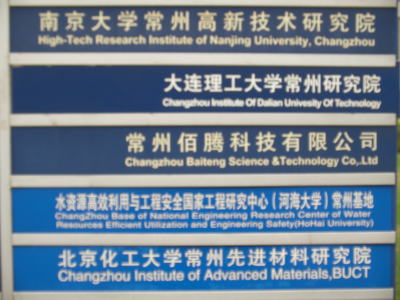 南京大学常州高新技术研究院
High-Tech Research Institute of Nanjing University, Changzhou
大连理工大学常州研究院
Changzhou Institute Of Dalian Univesity Of Technology
常州佰腾科技有限公司
Changzhou Baiteng Science &Technology Co,.Ltd
水资源高效利用与工程安全国家工程研究中心（河海大学）常州基地
ChangZhou Base of National Engineering Research Center of Water
Resources Efficient Utilization and Engineering Safety(HoHai University)
北京化工大学常州先进材料研究院
Changzhou Institute of Advanced Materials,BUCT